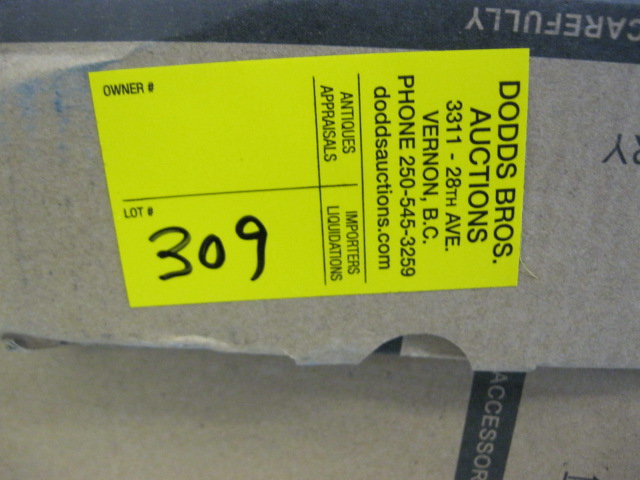 CAREFULLY
DODDS BROS.
AUCTIONS
3311 - 28TH AVE.
VERNON, B.C.
PHONE 250-545-3259
doddsauctions.com
ANTIQUES
APPRAISALS
IMPORTERS
LIQUIDATIONS
OWNER #
LOT #
309